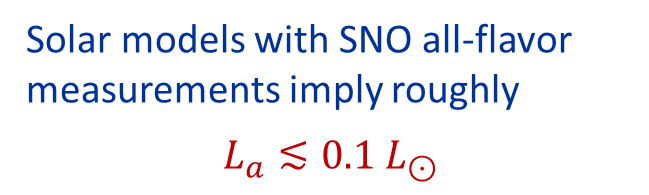 Solar models with SNO all-flavor
measurements imply roughly
L_a ≲ 0.1 L_⊙